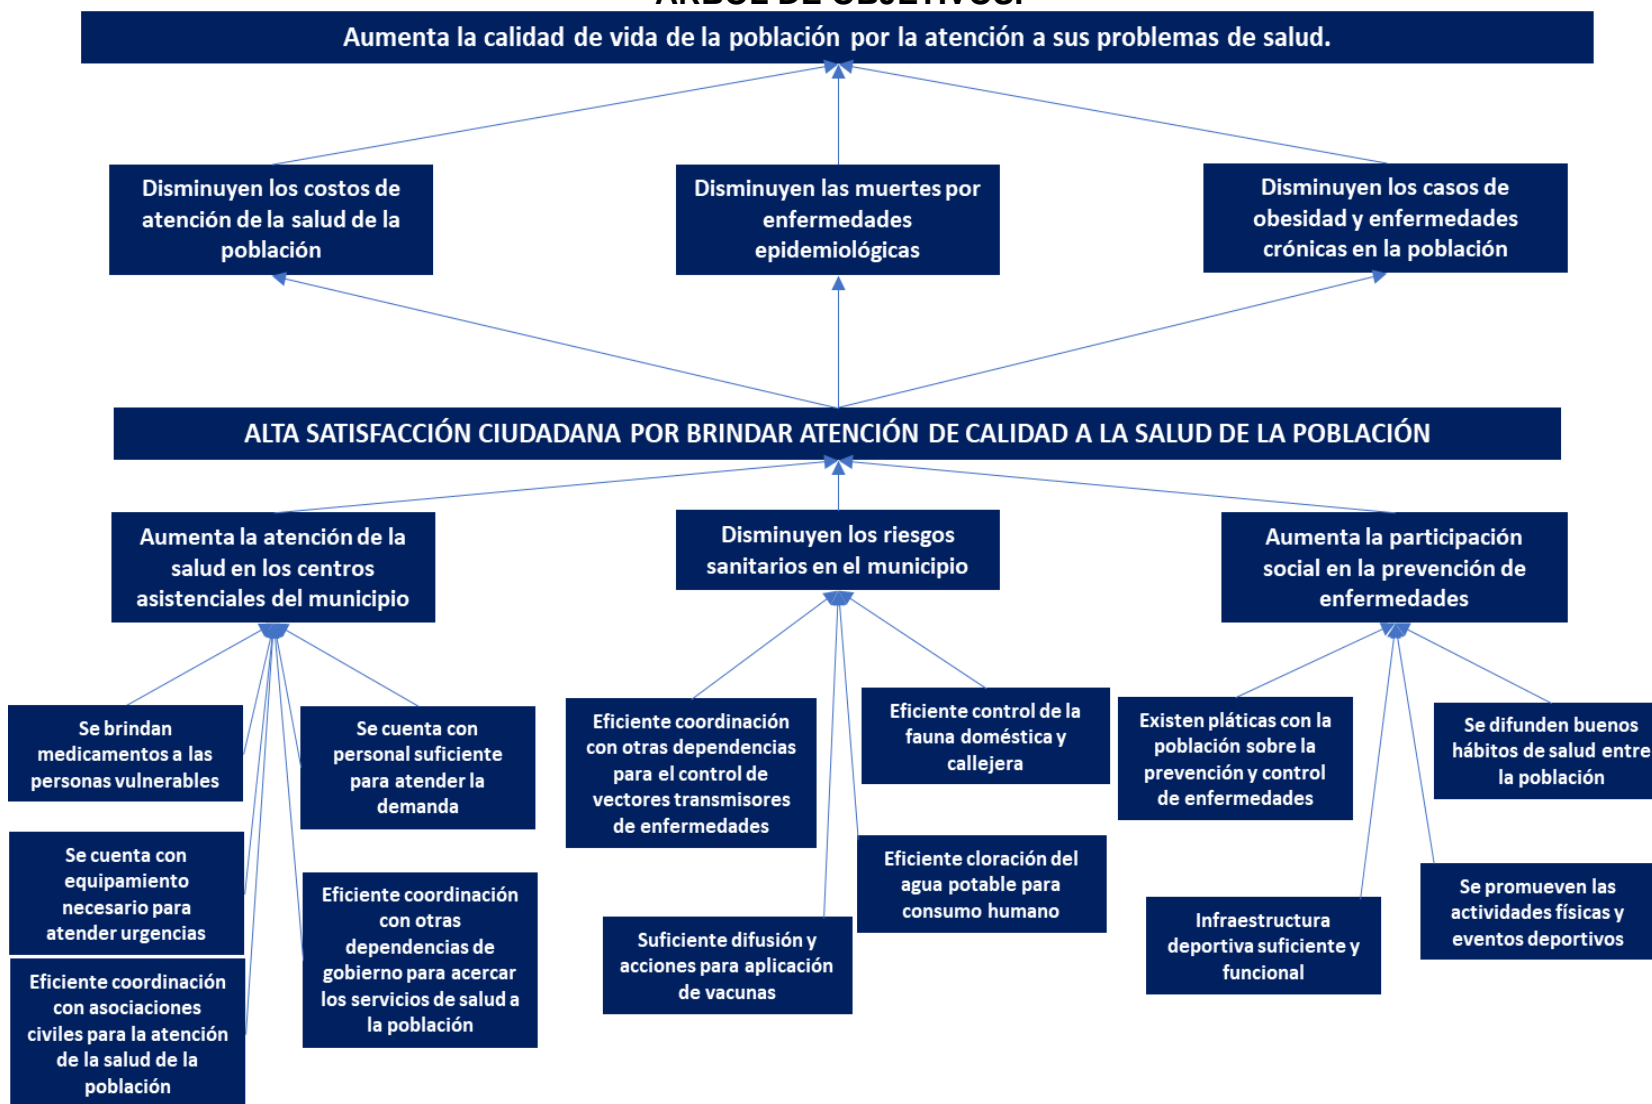 ÁRBOL DE OBJETIVOS.
Aumenta la calidad de vida de la población por la atención a sus problemas de salud.
Disminuyen los costos de
atención de la salud de la
población
Disminuyen las muertes por
enfermedades
epidemiológicas
Disminuyen los casos de
obesidad y enfermedades
crónicas en la población
ALTA SATISFACCIÓN CIUDADANA POR BRINDAR ATENCIÓN DE CALIDAD A LA SALUD DE LA POBLACIÓN
Aumenta la atención de la
salud en los centros
asistenciales del municipio
Disminuyen los riesgos
sanitarios en el municipio
Aumenta la participación
social en la prevención de
enfermedades
Se brindan
medicamentos a las
personas vulnerables
Se cuenta con
personal suficiente
para atender la
demanda
Se cuenta con
equipamiento
necesario para
atender urgencias
Eficiente coordinación
con otras
dependencias de
gobierno para acercar
los servicios de salud a
la población
Eficiente coordinación
con asociaciones
civiles para la atención
de la salud de la
población
Eficiente coordinación
con otras dependencias
para el control de
vectores transmisores
de enfermedades
Eficiente control de la
fauna doméstica y
callejera
Eficiente cloración del
agua potable para
consumo humano
Suficiente difusión y
acciones para aplicación
de vacunas
Existen pláticas con la
población sobre la
prevención y control
de enfermedades
Se difunden buenos
hábitos de salud entre
la población
Infraestructura
deportiva suficiente y
funcional
Se promueven las
actividades físicas y
eventos deportivos